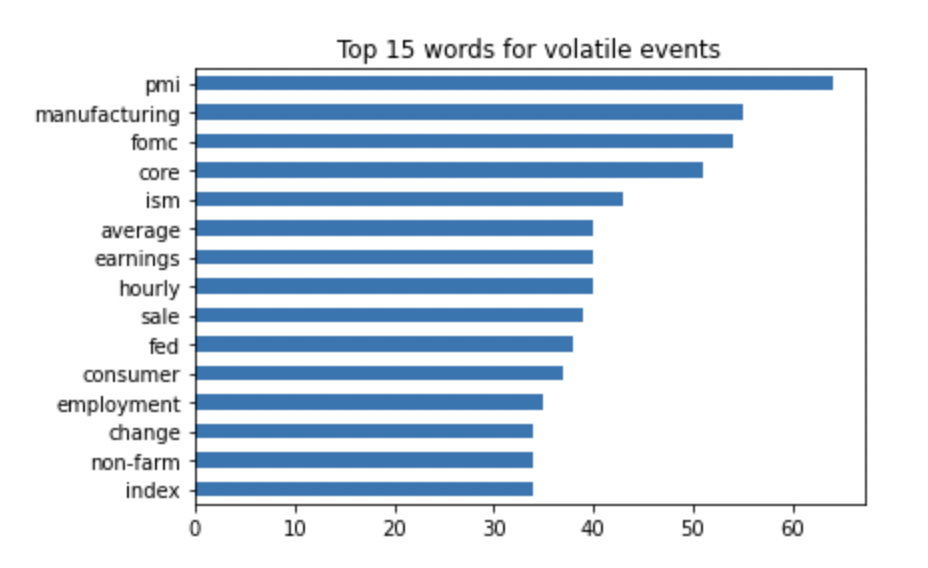 Top 15 words for volatile events
pmi
manufacturing
fomc
core
ism
average
earnings
hourly
sale
fed
consumer
employment
change
non-farm
index
0 10 20 30 40 50 60